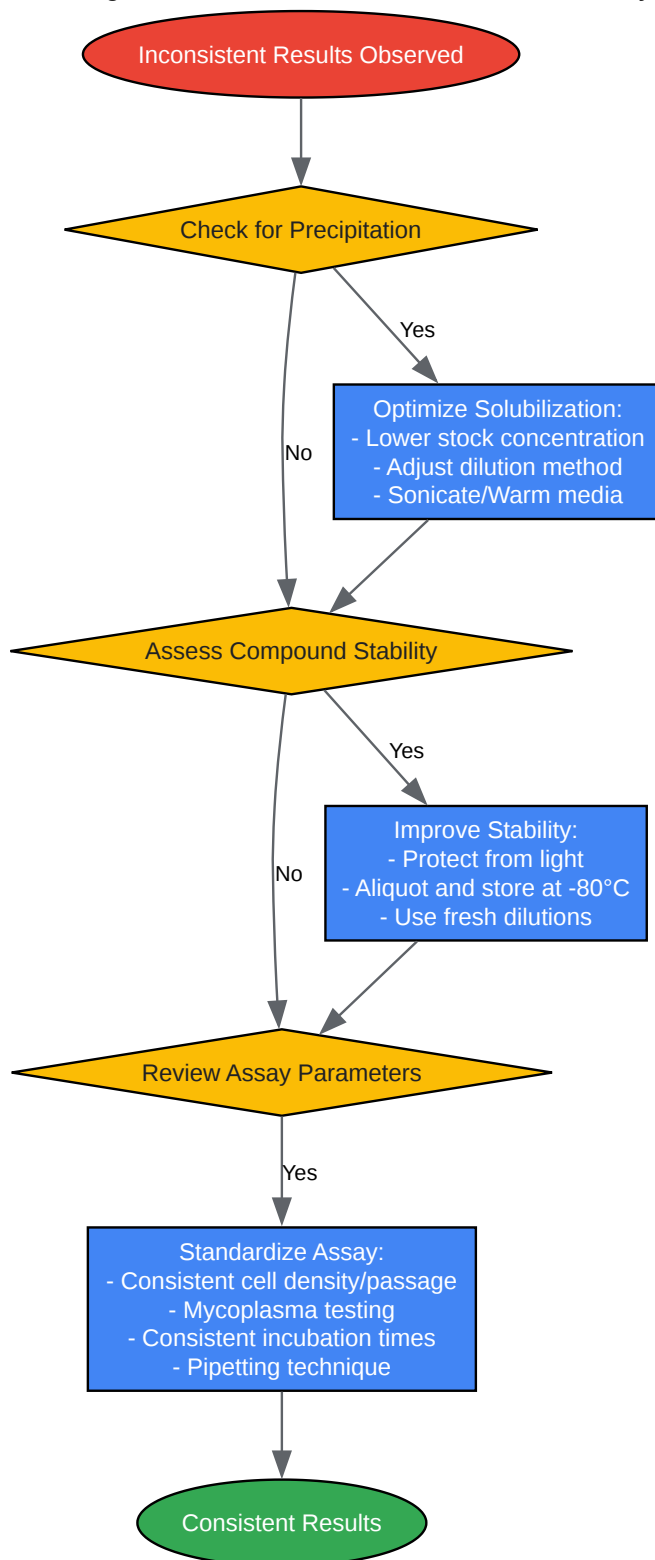 Inconsistent Results Observed
Check for Precipitation
Yes
Optimize Solubilization:
- Lower stock concentration
- Adjust dilution method
- Sonicate/Warm media
No
Assess Compound Stability
Yes
Improve Stability:
- Protect from light
- Aliquot and store at -80°C
- Use fresh dilutions
No
Review Assay Parameters
Yes
Standardize Assay:
- Consistent cell density/passage
- Mycoplasma testing
- Consistent incubation times
- Pipetting technique
Consistent Results